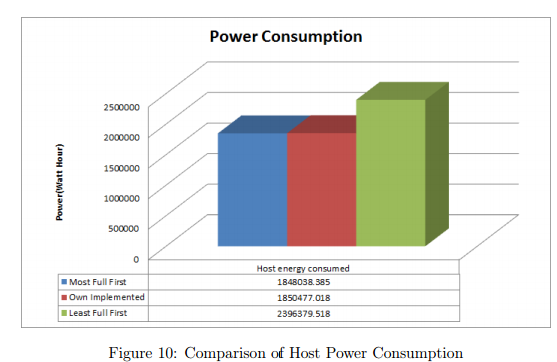 Power Consumption
2500000
2000000
1500000
1000000
500000
0
Power(Watt Hour)
Host energy consumed
Most Full First 1848038.385
Own Implemented 1850477.018
Least Full First 2396379.518
Figure 10: Comparison of Host Power Consumption